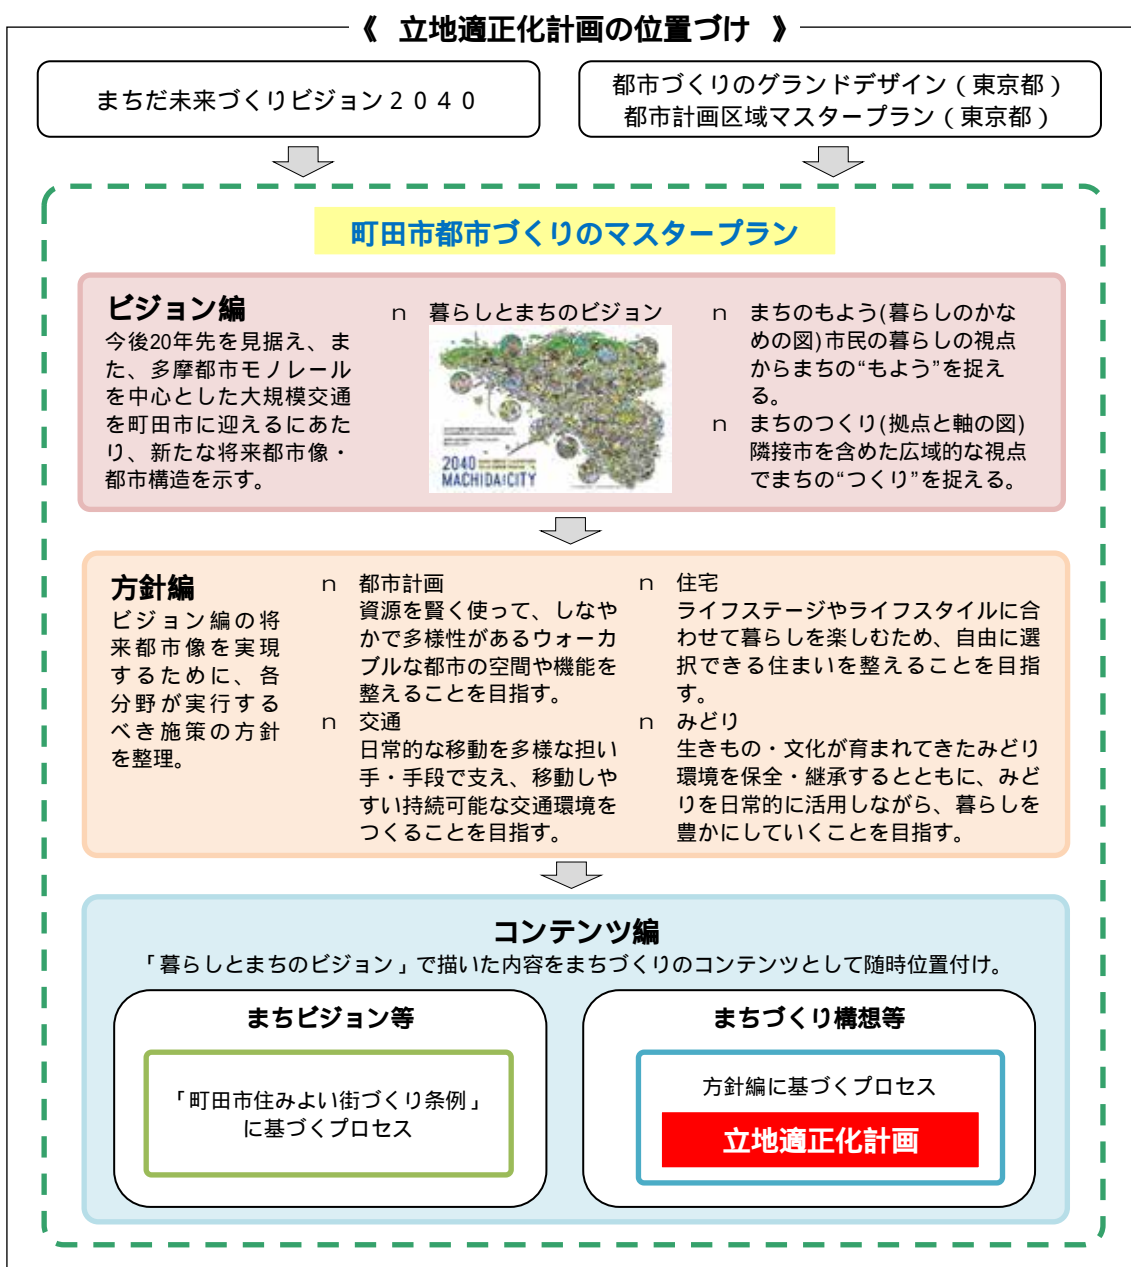 《 立地適正化計画の位置づけ 》
まちだ未来づくりビジョン２０４０
都市づくりのグランドデザイン（東京都）
都市計画区域マスタープラン（東京都）
町田市都市づくりのマスタープラン
ビジョン編
今後20年先を見据え、ま
た、多摩都市モノレール
を中心とした大規模交通
を町田市に迎えるにあた
り、新たな将来都市像・
都市構造を示す。
n 暮らしとまちのビジョン
2040
MACHIDA/CITY
n まちのもよう(暮らしのかな
めの図)市民の暮らしの視点
からまちの“もよう”を捉え
る。
n まちのつくり(拠点と軸の図)
隣接市を含めた広域的な視点
でまちの“つくり”を捉える。
方針編
ビジョン編の将
来都市像を実現
するために、各
分野が実行する
べき施策の方針
を整理。
n 都市計画
資源を賢く使って、しなや
かで多様性があるウォーカ
ブルな都市の空間や機能を
整えることを目指す。
n 交通
日常的な移動を多様な担い
手・手段で支え、移動しや
すい持続可能な交通環境を
つくることを目指す。
n 住宅
ライフステージやライフスタイルに合
わせて暮らしを楽しむため、自由に選
択できる住まいを整えることを目指
す。
n みどり
生きもの・文化が育まれてきたみどり
環境を保全・継承するとともに、みど
りを日常的に活用しながら、暮らしを
豊かにしていくことを目指す。
コンテンツ編
「暮らしとまちのビジョン」で描いた内容をまちづくりのコンテンツとして随時位置付け。
まちビジョン等
「町田市住みよい街づくり条例」
に基づくプロセス
まちづくり構想等
方針編に基づくプロセス
立地適正化計画